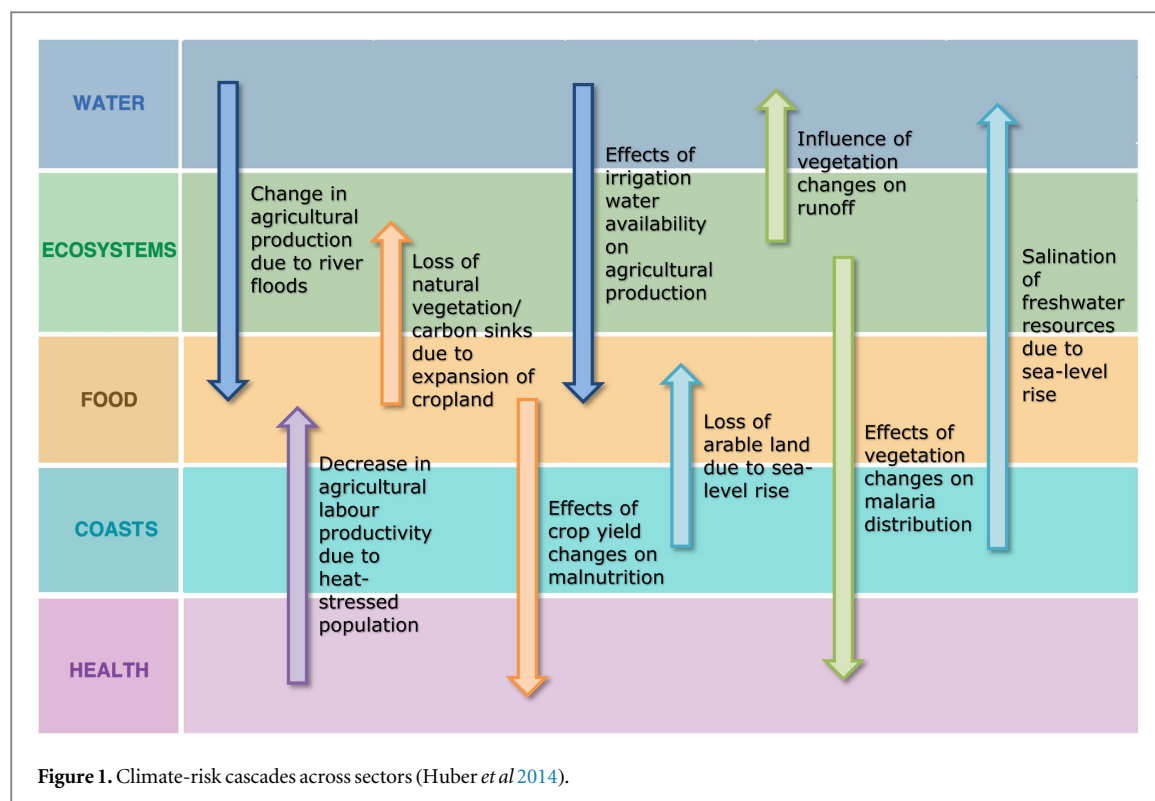 WATER
ECOSYSTEMS
FOOD
COASTS
HEALTH
Change in
agricultural
production
due to river
floods
Decrease in
agricultural
labour
productivity
due to
heat-
stressed
population
Loss of
natural
vegetation/
carbon sinks
due to
expansion of
cropland
Effects of
crop yield
changes on
malnutrition
Effects of
irrigation
water
availability
on
agricultural
production
Loss of
arable land
due to sea-
level rise
Influence of
vegetation
changes on
runoff
Effects of
vegetation
changes on
malaria
distribution
Salination
of
freshwater
resources
due to
sea-level
rise
Figure 1. Climate-risk cascades across sectors (Huber et al 2014).